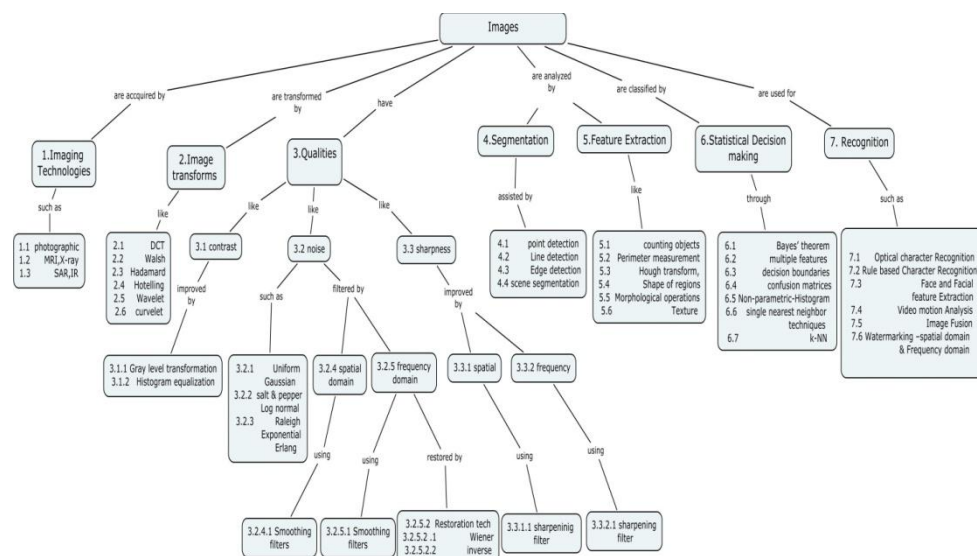 Images
are accquired by
are transformed
by
have
are analyzed
by
are classified by
are used for
1.Imaging
Technologies
2.Image
transforms
3.Qualities
4.Segmentation
5.Feature Extraction
6.Statistical Decision
making
7. Recognition
such as
like
like
like
like
assisted by
like
through
such as
1.1 photographic
1.2 MRI,X-ray
1.3 SAR,IR
2.1 DCT
2.2 Walsh
2.3 Hadamard
2.4 Hotelling
2.5 Wavelet
2.6 curvelet
3.1 contrast
3.2 noise
3.3 sharpness
4.1 point detection
4.2 Line detection
4.3 Edge detection
4.4 scene segmentation
5.1 counting objects
5.2 Perimeter measurement
5.3 Hough transform,
5.4 Shape of regions
5.5 Morphological operations
5.6 Texture
6.1 Bayes' theorem
6.2 multiple features
6.3 decision boundaries
6.4 confusion matrices
6.5 Non-parametric-Histogram
6.6 single nearest neighbor
techniques
6.7 k-NN
7.1 Optical character Recognition
7.2 Rule based Character Recognition
7.3 Face and Facial
feature Extraction
7.4 Video motion Analysis
7.5 Image Fusion
7.6 Watermarking –spatial domain
& Frequency domain
improved
by
such as
filtered by
improved
by
3.1.1 Gray level transformation
3.1.2 Histogram equalization
3.2.1 Uniform
Gaussian
3.2.2 salt & pepper
Log normal
3.2.3 Raleigh
Exponential
Erlang
3.2.4 spatial
domain
3.2.5 frequency
domain
3.3.1 spatial
3.3.2 frequency
using
using
restored by
using
using
3.2.4.1 Smoothing
filters
3.2.5.1 Smoothing
filters
3.2.5.2 Restoration tech
3.2.5.2 .1 Wiener
3.2.5.2.2 inverse
3.3.1.1 sharpeninig
filter
3.3.2.1 sharpening
filter